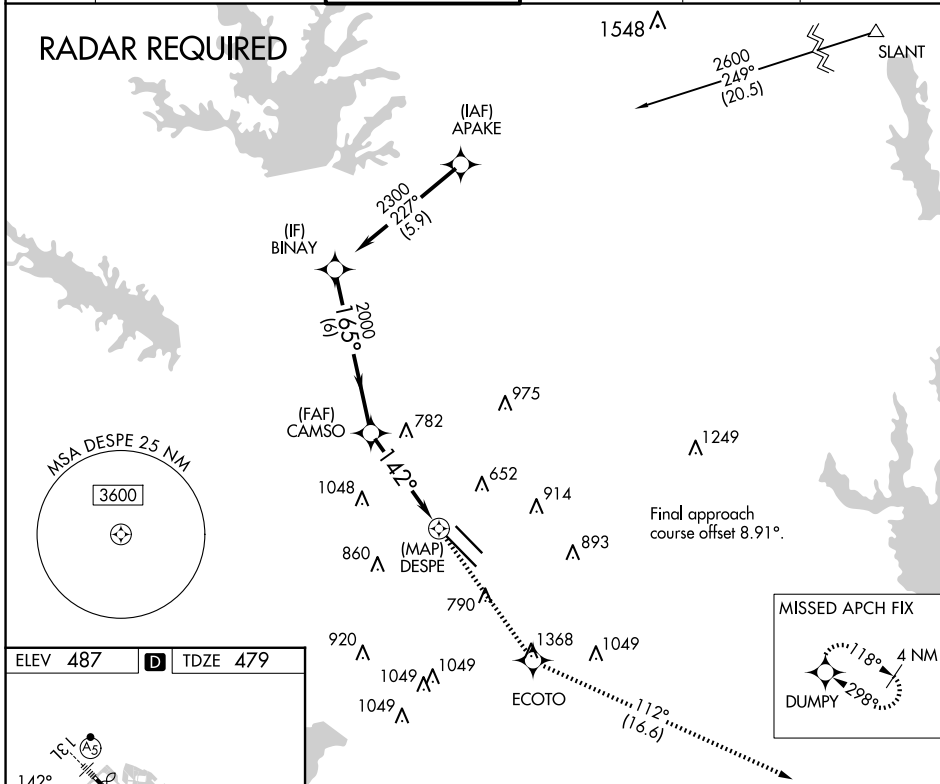 RADAR REQUIRED
1548
SLANT
2600
249°
(20.5)
(IAF)
APAKE
2300
227°
(5.9)
(IF)
BINAY
2000
165°
(6)
(FAF)
CAMSO
782
975
1249
142°
652
1048
914
MSA DESPE 25 NM
3600
Final approach
course offset 8.91°.
893
(MAP)
DESPE
860
790
MISSED APCH FIX
118°
4 NM
DUMPY
298°
920
1368
1049
1049
1049
1049
ECOTO
112°
(16.6)
ELEV 487
D
TDZE 479
13L
A5
142°